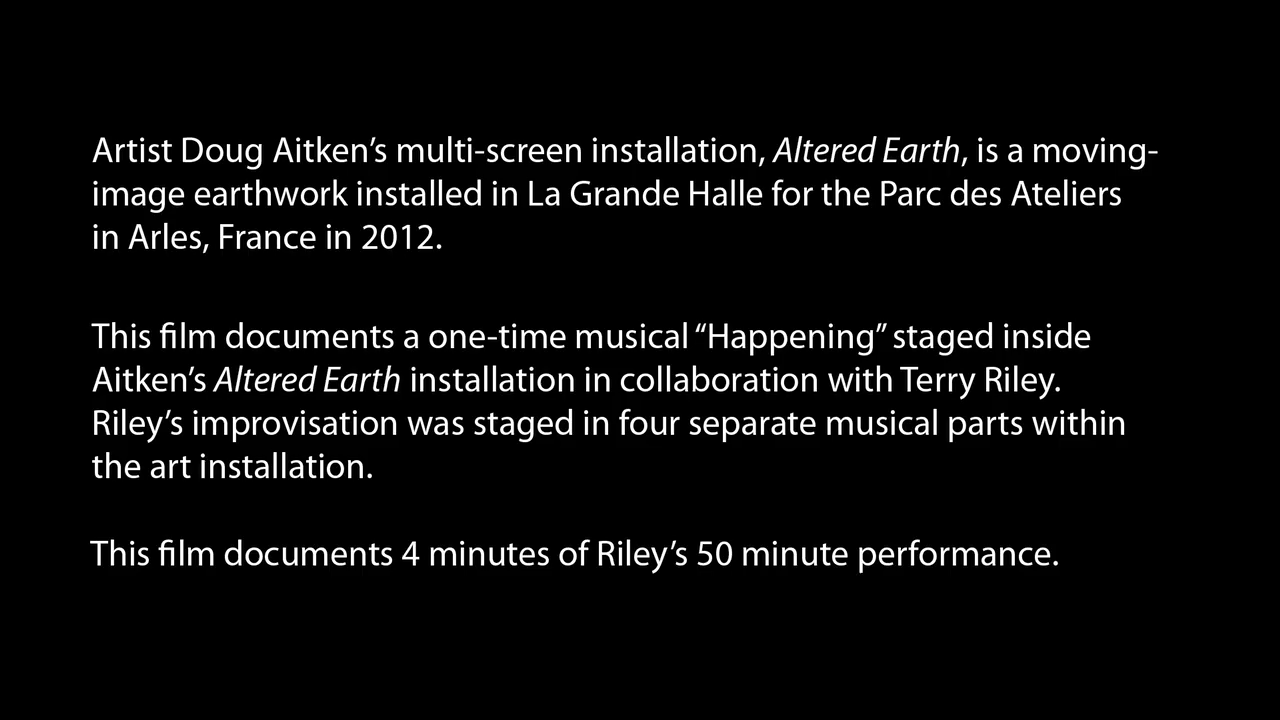 Artist Doug Aitken’s multi-screen installation, Altered Earth, is a moving-
image earthwork installed in La Grande Halle for the Parc des Ateliers
in Arles, France in 2012.
This film documents a one-time musical “Happening” staged inside
Aitken’s Altered Earth installation in collaboration with Terry Riley.
Riley’s improvisation was staged in four separate musical parts within
the art installation.
This film documents 4 minutes of Riley’s 50 minute performance.